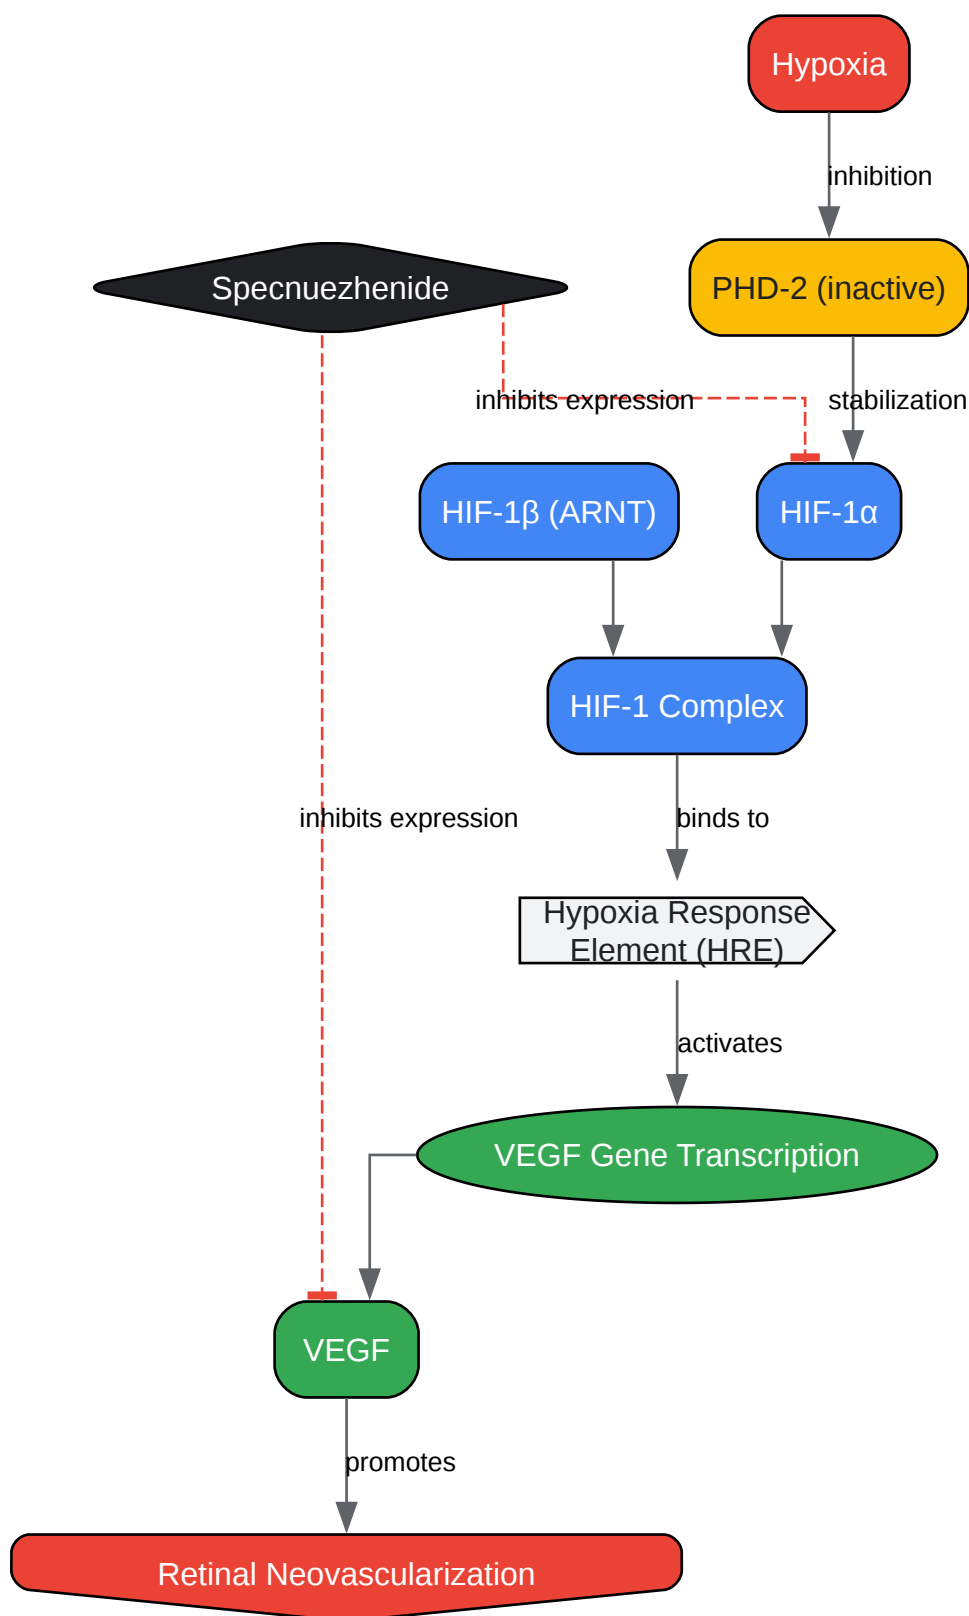 Hypoxia
inhibition
Specnuezhenide
PHD-2 (inactive)
inhibits expression
stabilization
HIF-1β (ARNT)
HIF-1α
HIF-1 Complex
inhibits expression
binds to
Hypoxia Response
Element (HRE)
activates
VEGF Gene Transcription
VEGF
promotes
Retinal Neovascularization